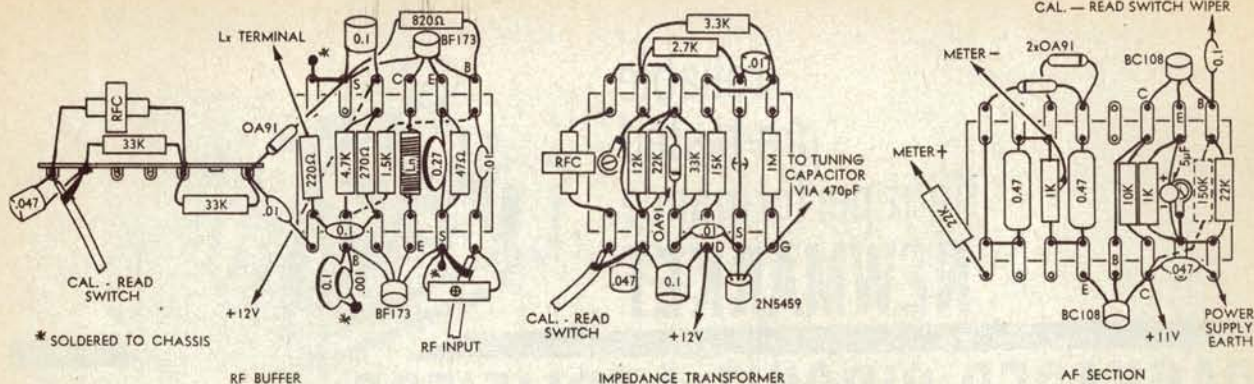 820Ω
0.1
BF173
Lx TERMINAL
*
S
C
E
B
RFC
OA91
33K
220Ω
4.7K
270Ω
1.5K
Ln
0.27
47Ω
.01
.047
33K
.01
0.1
E
S
B
*
CAL. - READ
SWITCH
0.1
.001
*
+12V
BF173
RF INPUT
* SOLDERED TO CHASSIS
RF BUFFER
3.3K
2.7K
.01
RFC
12K
22K
33K
15K
1M
OA91
TO TUNING
CAPACITOR
VIA 470pF
.01
D
S
G
.047
0.1
2N5459
CAL. - READ
SWITCH
+12V
IMPEDANCE TRANSFORMER
CAL. — READ SWITCH WIPER
2xOA91
METER-
BC108
0.1
C
B
E
METER+
22K
0.47
1K
0.47
10K
1K
+
5µF
150K
22K
B
E
C
.047
BC108
+11V
POWER
SUPPLY
EARTH
AF SECTION